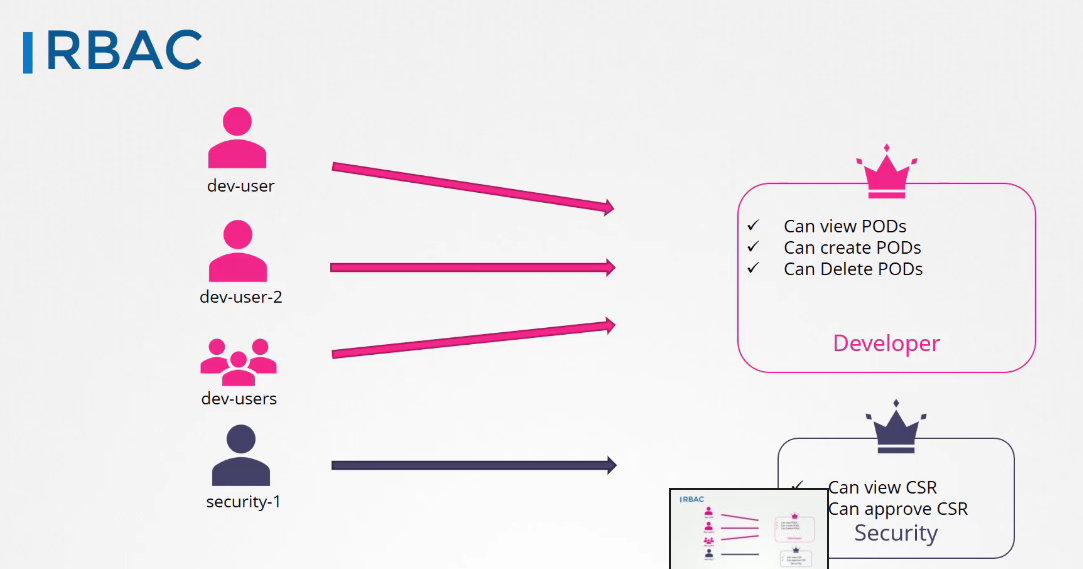 RBAC
dev-user
dev-user-2
dev-users
security-1
Can view PODs
Can create PODs
Can Delete PODs
Developer
Can view CSR
Can approve CSR
Security
RBAC